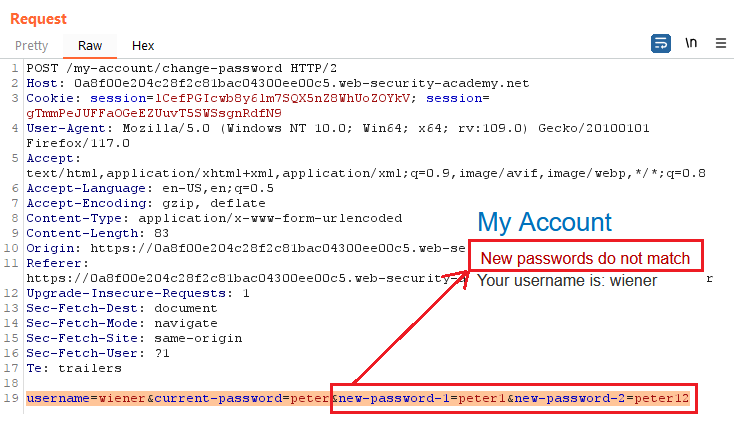 Request
Pretty Raw Hex \n
1 POST /my-account/change-password HTTP/2
2 Host: 0a8f00e204c28f2c81bac04300ee00c5.web-security-academy.net
3 Cookie: session=lCefPGIcwb8y6lm7SQX5nZ8WhUoZOYkV; session=
gTmmPeJUFFaOGeEZUuvT5SWSsgnRdfN9
4 User-Agent: Mozilla/5.0 (Windows NT 10.0; Win64; x64; rv:109.0) Gecko/20100101
Firefox/117.0
5 Accept:
text/html,application/xhtml+xml,application/xml;q=0.9,image/avif,image/webp,*/*;q=0.8
6 Accept-Language: en-US,en;q=0.5
7 Accept-Encoding: gzip, deflate
8 Content-Type: application/x-www-form-urlencoded
9 Content-Length: 83
10 Origin: https://0a8f00e204c28f2c81bac04300ee00c5.web-se
11 Referer:
https://0a8f00e204c28f2c81bac04300ee00c5.web-security-
12 Upgrade-Insecure-Requests: 1
13 Sec-Fetch-Dest: document
14 Sec-Fetch-Mode: navigate
15 Sec-Fetch-Site: same-origin
16 Sec-Fetch-User: ?1
17 Te: trailers
18
19 username=wiener&current-password=peter&new-password-1=peter1&new-password-2=peter12
My Account
New passwords do not match
Your username is: wiener